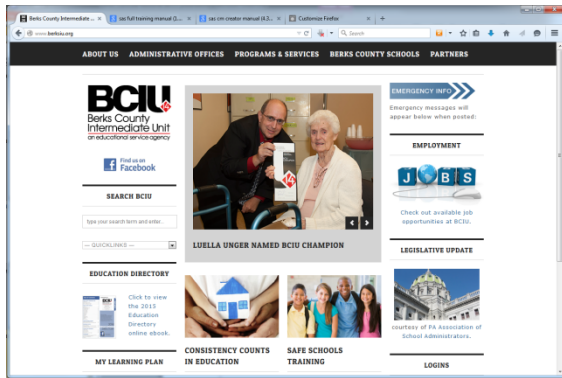 Berks County Intermediate ...
sas full training manual (1....
sas cm creator manual (4.3...
Customize Firefox
www.berksiu.org
Search
ABOUT US ADMINISTRATIVE OFFICES PROGRAMS & SERVICES BERKS COUNTY SCHOOLS PARTNERS
BCIU
14
Berks County
Intermediate Unit
an educational service agency
Find us on
Facebook
SEARCH BCIU
type your search term and enter...
--- QUICKLINKS ---
EDUCATION DIRECTORY
Click to view
the 2015
Education
Directory
online ebook.
MY LEARNING PLAN
14
LUELLA UNGER NAMED BCIU CHAMPION
CONSISTENCY COUNTS
IN EDUCATION
SAFE SCHOOLS
TRAINING
EMERGENCY INFO
Emergency messages will
appear below when posted:
EMPLOYMENT
JOBS
Check out available job
opportunities at BCIU.
LEGISLATIVE UPDATE
courtesy of PA Association of
School Administrators.
LOGINS